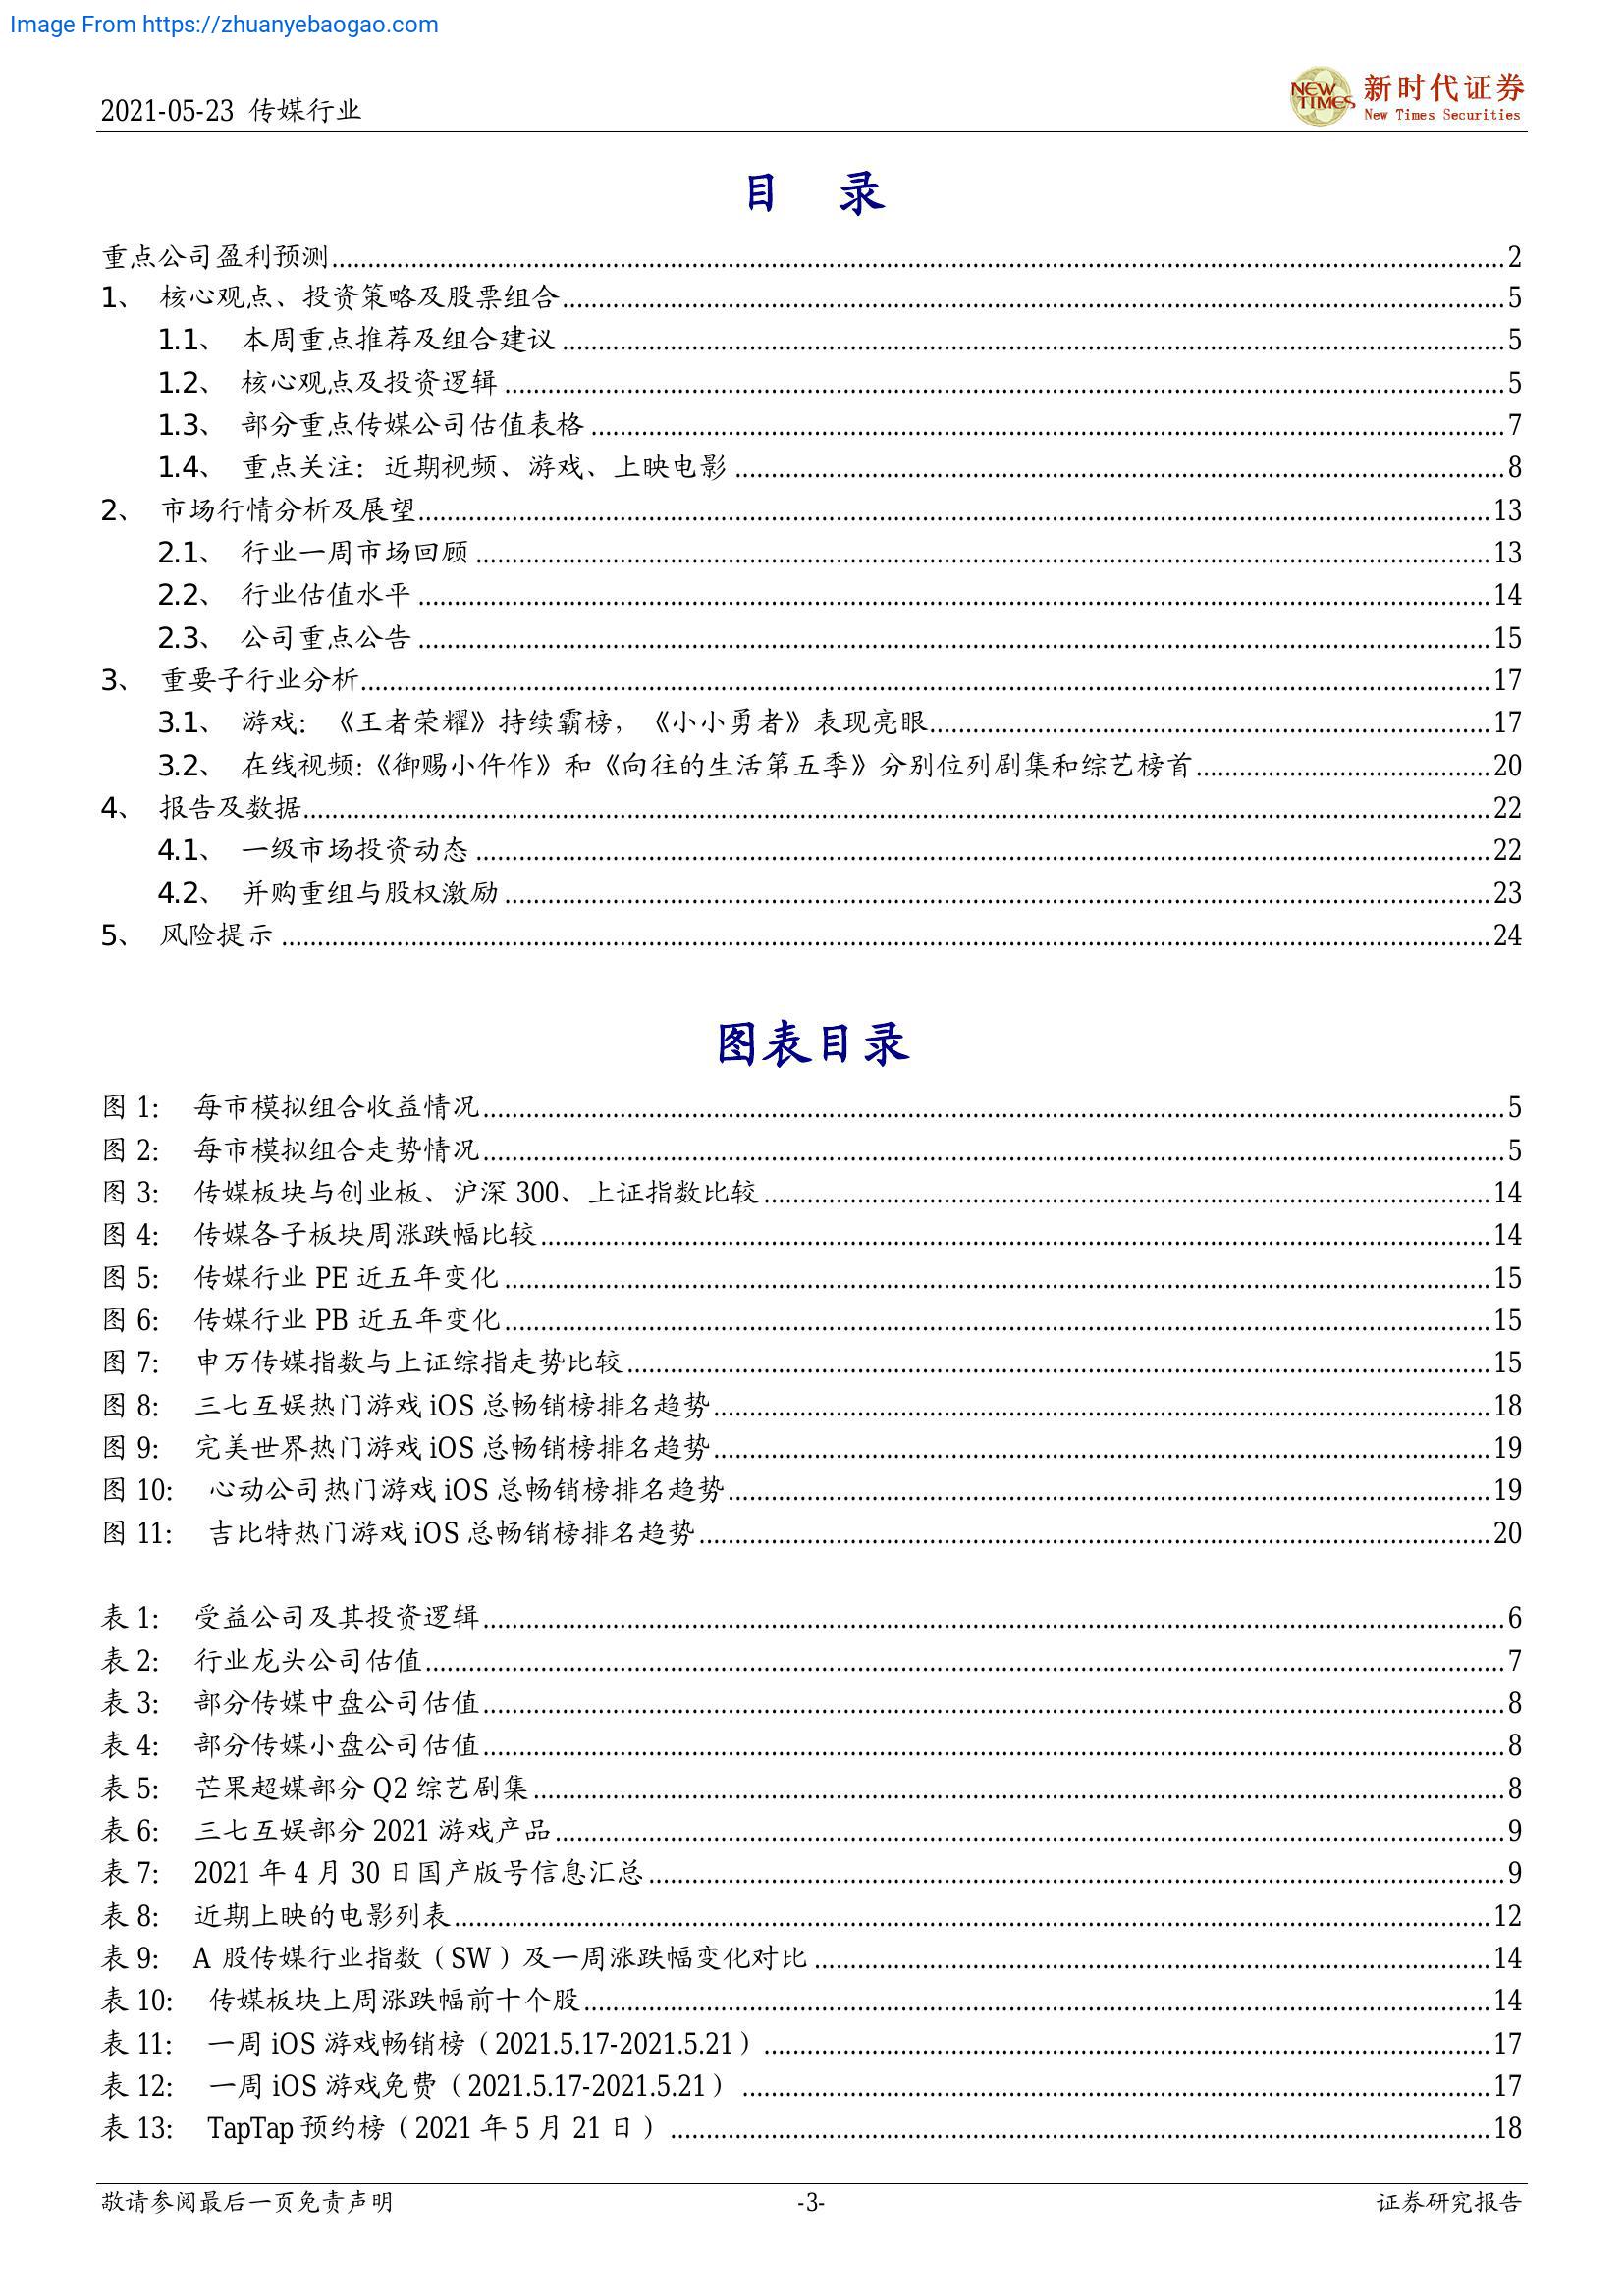 Image From https://zhuanyebaogao.com
2021-05-23 传媒行业
NEW TIMES 新时代证券
New Times Securities
目 录
重点公司盈利预测 2
1、 核心观点、投资策略及股票组合 5
1.1、 本周重点推荐及组合建议 5
1.2、 核心观点及投资逻辑 5
1.3、 部分重点传媒公司估值表格 7
1.4、 重点关注：近期视频、游戏、上映电影 8
2、 市场行情分析及展望 13
2.1、 行业一周市场回顾 13
2.2、 行业估值水平 14
2.3、 公司重点公告 15
3、 重要子行业分析 17
3.1、 游戏：《王者荣耀》持续霸榜，《小小勇者》表现亮眼 17
3.2、 在线视频:《御赐小仵作》和《向往的生活第五季》分别位列剧集和综艺榜首 20
4、 报告及数据 22
4.1、 一级市场投资动态 22
4.2、 并购重组与股权激励 23
5、 风险提示 24
图表目录
图 1: 每市模拟组合收益情况 5
图 2: 每市模拟组合走势情况 5
图 3: 传媒板块与创业板、沪深 300、上证指数比较 14
图 4: 传媒各子板块周涨跌幅比较 14
图 5: 传媒行业 PE 近五年变化 15
图 6: 传媒行业 PB 近五年变化 15
图 7: 申万传媒指数与上证综指走势比较 15
图 8: 三七互娱热门游戏 iOS 总畅销榜排名趋势 18
图 9: 完美世界热门游戏 iOS 总畅销榜排名趋势 19
图 10: 心动公司热门游戏 iOS 总畅销榜排名趋势 19
图 11: 吉比特热门游戏 iOS 总畅销榜排名趋势 20
表 1: 受益公司及其投资逻辑 6
表 2: 行业龙头公司估值 7
表 3: 部分传媒中盘公司估值 8
表 4: 部分传媒小盘公司估值 8
表 5: 芒果超媒部分 Q2 综艺剧集 8
表 6: 三七互娱部分 2021 游戏产品 9
表 7: 2021 年 4 月 30 日国产版号信息汇总 9
表 8: 近期上映的电影列表 12
表 9: A 股传媒行业指数（SW）及一周涨跌幅变化对比 14
表 10: 传媒板块上周涨跌幅前十个股 14
表 11: 一周 iOS 游戏畅销榜（2021.5.17-2021.5.21） 17
表 12: 一周 iOS 游戏免费（2021.5.17-2021.5.21） 17
表 13: TapTap 预约榜（2021 年 5 月 21 日） 18
敬请参阅最后一页免责声明 -3- 证券研究报告